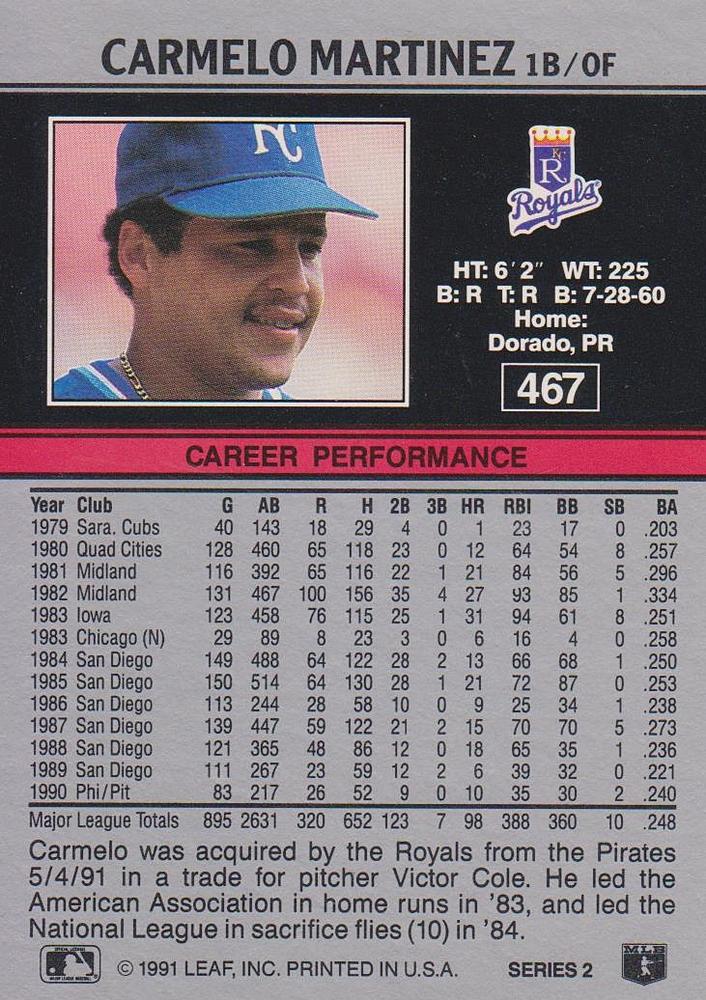 CARMELO MARTINEZ 1B/OF
KC
KC
R
Royals
HT: 6'2" WT: 225
B: R T: R B: 7-28-60
Home:
Dorado, PR
467
CAREER PERFORMANCE
Year Club G AB R H 2B 3B HR RBI BB SB BA
1979 Sara. Cubs 40 143 18 29 4 0 1 23 17 0 .203
1980 Quad Cities 128 460 65 118 23 0 12 64 54 8 .257
1981 Midland 116 392 65 116 22 1 21 84 56 5 .296
1982 Midland 131 467 100 156 35 4 27 93 85 1 .334
1983 Iowa 123 458 76 115 25 1 31 94 61 8 .251
1983 Chicago (N) 29 89 8 23 3 0 6 16 4 0 .258
1984 San Diego 149 488 64 122 28 2 13 66 68 1 .250
1985 San Diego 150 514 64 130 28 1 21 72 87 0 .253
1986 San Diego 113 244 28 58 10 0 9 25 34 1 .238
1987 San Diego 139 447 59 122 21 2 15 70 70 5 .273
1988 San Diego 121 365 48 86 12 0 18 65 35 1 .236
1989 San Diego 111 267 23 59 12 2 6 39 32 0 .221
1990 Phi/Pit 83 217 26 52 9 0 10 35 30 2 .240
Major League Totals 895 2631 320 652 123 7 98 388 360 10 .248
Carmelo was acquired by the Royals from the Pirates
5/4/91 in a trade for pitcher Victor Cole. He led the
American Association in home runs in '83, and led the
National League in sacrifice flies (10) in '84.
© 1991 LEAF, INC. PRINTED IN U.S.A. SERIES 2
MLB